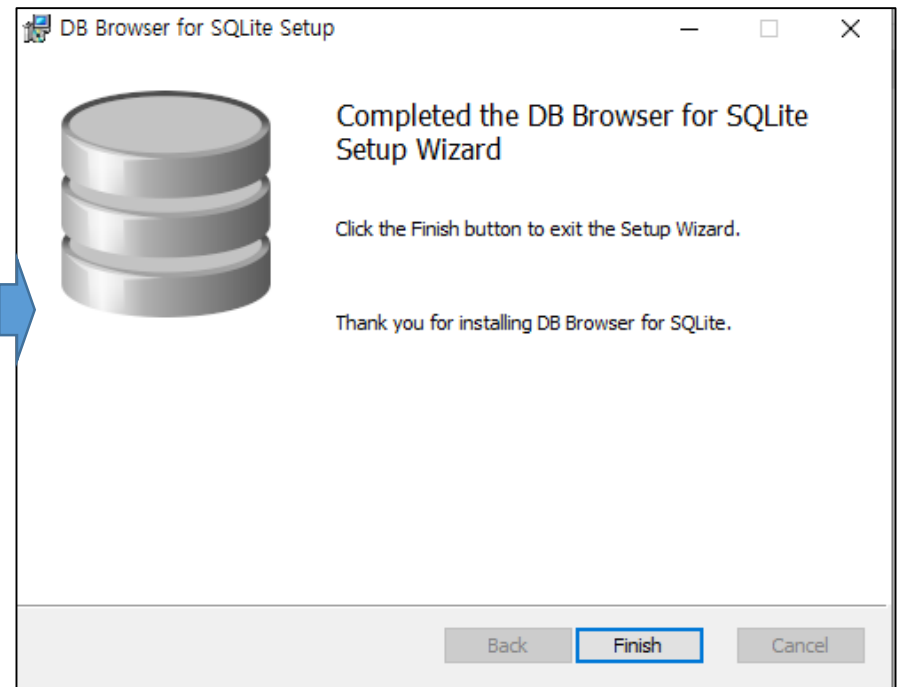 DB Browser for SQLite Setup
Completed the DB Browser for SQLite
Setup Wizard
Click the Finish button to exit the Setup Wizard.
Thank you for installing DB Browser for SQLite.
Back Finish Cancel